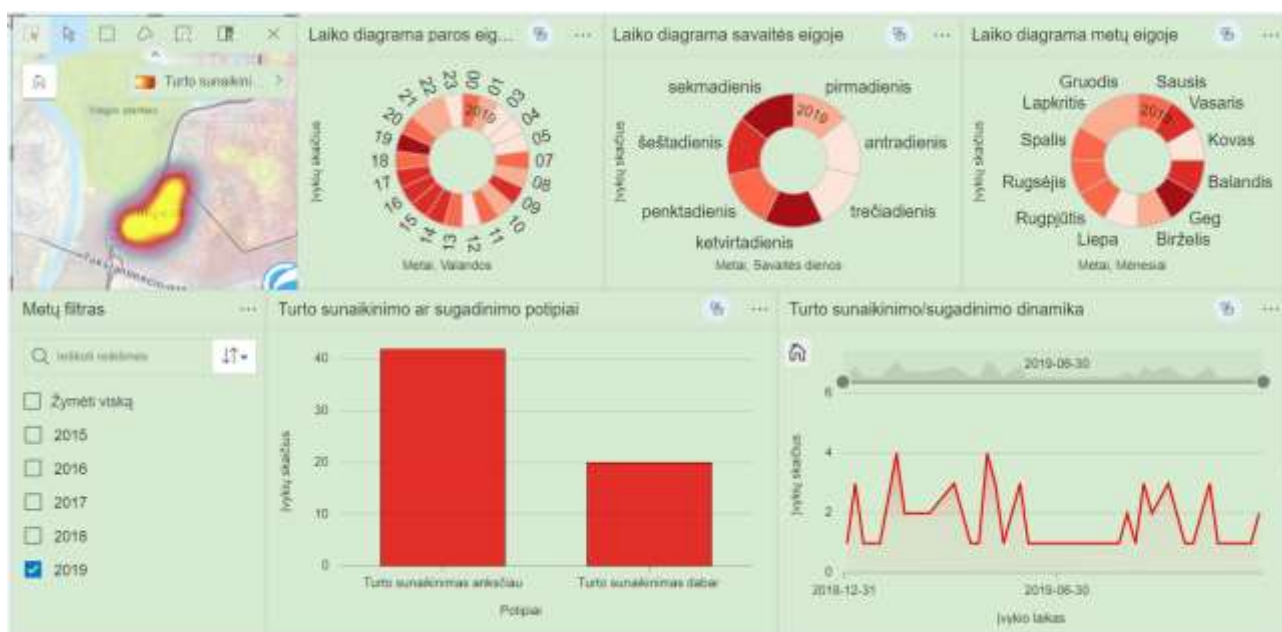 Laiko diagrama paros eig...
Laiko diagrama savaitės eigoje
Laiko diagrama metų eigoje
Turto sunaikini
00
01
03
04
05
07
08
09
10
11
12
13
14
15
16
17
18
19
20
21
22
23
2019
Įvykių skaičius
Metai, Valandos
sekmadienis
pirmadienis
šeštadienis
antradienis
penktadienis
trečiadienis
ketvirtadienis
2019
Įvykių skaičius
Metai, Savaitės dienos
Gruodis
Sausis
Lapkritis
Vasaris
Spalis
Kovas
Rugsėjis
Balandis
Rugpjūtis
Geg
Liepa
Birželis
2019
Įvykių skaičius
Metai, Mėnesiai
Metų filtras
Ieškoti reikšmės
Žymėti viską
2015
2016
2017
2018
2019
Turto sunaikinimo ar sugadinimo potipiai
Įvykių skaičius
40
30
20
10
0
Turto sunaikinimas anksčiau
Turto sunaikinimas dabar
Potipiai
Turto sunaikinimo/sugadinimo dinamika
2019-06-30
Įvykių skaičius
6
4
2
0
2018-12-31
2019-06-30
Įvykio laikas